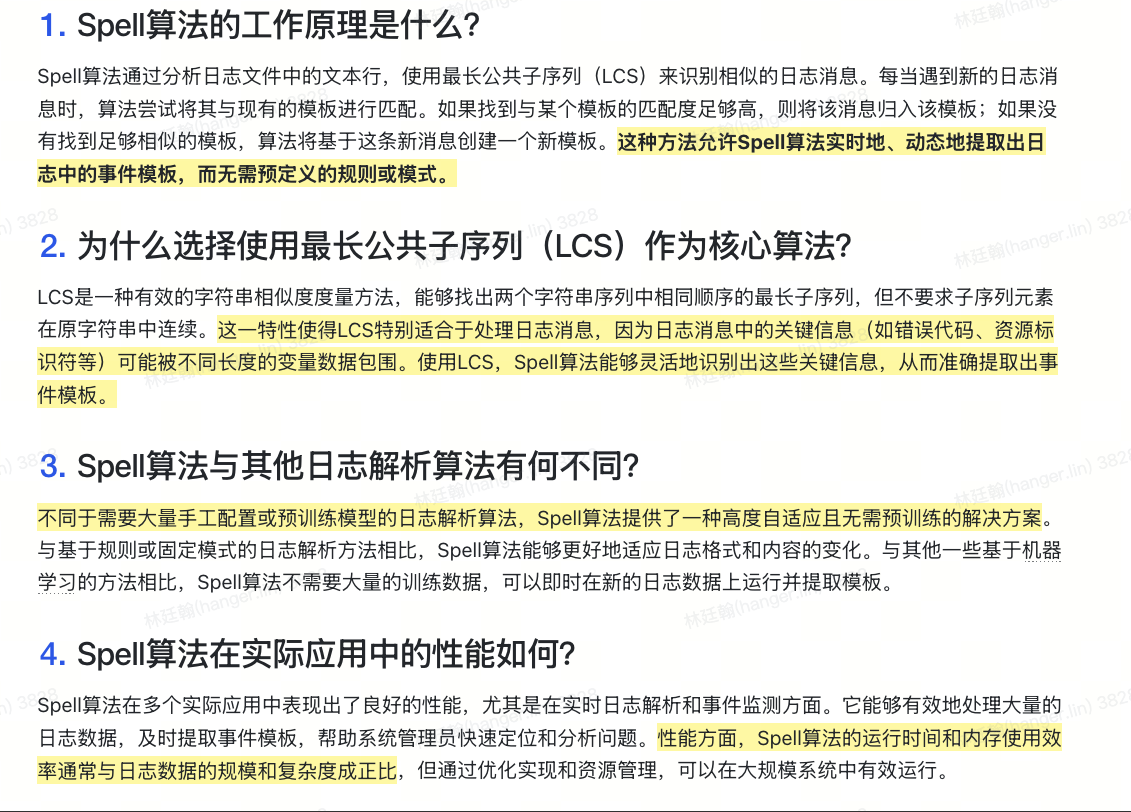 1. Spell算法的工作原理是什么?
Spell算法通过分析日志文件中的文本行，使用最长公共子序列（LCS）来识别相似的日志消息。每当遇到新的日志消
息时，算法尝试将其与现有的模板进行匹配。如果找到与某个模板的匹配度足够高，则将该消息归入该模板；如果没
有找到足够相似的模板，算法将基于这条新消息创建一个新模板。这种方法允许Spell算法实时地、动态地提取出日
志中的事件模板，而无需预定义的规则或模式。
2. 为什么选择使用最长公共子序列（LCS）作为核心算法?
LCS是一种有效的字符串相似度度量方法，能够找出两个字符串序列中相同顺序的最长子序列，但不要求子序列元素
在原字符串中连续。这一特性使得LCS特别适合于处理日志消息，因为日志消息中的关键信息（如错误代码、资源标
识符等）可能被不同长度的变量数据包围。使用LCS，Spell算法能够灵活地识别出这些关键信息，从而准确提取出事
件模板。
3. Spell算法与其他日志解析算法有何不同?
不同于需要大量手工配置或预训练模型的日志解析算法，Spell算法提供了一种高度自适应且无需预训练的解决方案。
与基于规则或固定模式的日志解析方法相比，Spell算法能够更好地适应日志格式和内容的变化。与其他一些基于机器
学习的方法相比，Spell算法不需要大量的训练数据，可以即时在新的日志数据上运行并提取模板。
4. Spell算法在实际应用中的性能如何?
Spell算法在多个实际应用中表现出了良好的性能，尤其是在实时日志解析和事件监测方面。它能够有效地处理大量的
日志数据，及时提取事件模板，帮助系统管理员快速定位和分析问题。性能方面，Spell算法的运行时间和内存使用效
率通常与日志数据的规模和复杂度成正比，但通过优化实现和资源管理，可以在大规模系统中有效运行。
林廷翰(hanger.lin) 3828